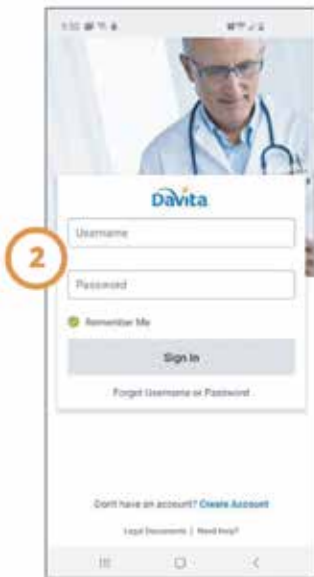 DaVita
2
Username
Password
Remember Me
Sign In
Forgot Username or Password
Don't have an account? Create Account
Legal Documents | Need Help?